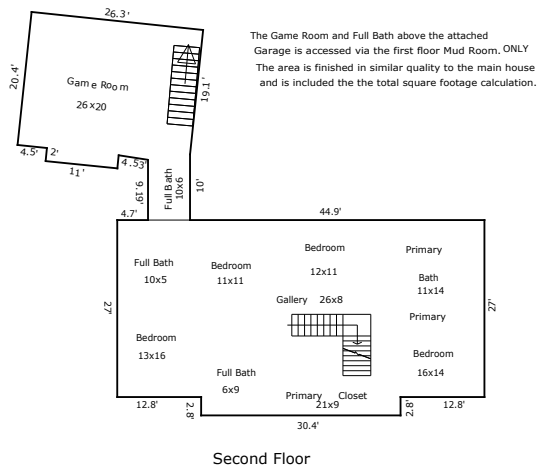 26.3'
The Game Room and Full Bath above the attached
Garage is accessed via the first floor Mud Room. ONLY
The area is finished in similar quality to the main house
and is included the the total square footage calculation.
20.4'
Game Room
26x20
19.1'
4.5'
2'
11'
4.53'
9.19'
Full Bath
10x6
10'
4.7'
44.9'
Full Bath
10x5
Bedroom
11x11
Bedroom
12x11
Primary
Bath
11x14
Gallery 26x8
27'
27'
Primary
Bedroom
16x14
Bedroom
13x16
Full Bath
6x9
Primary Closet
21x9
12.8'
2.8'
30.4'
2.8'
12.8'
Second Floor